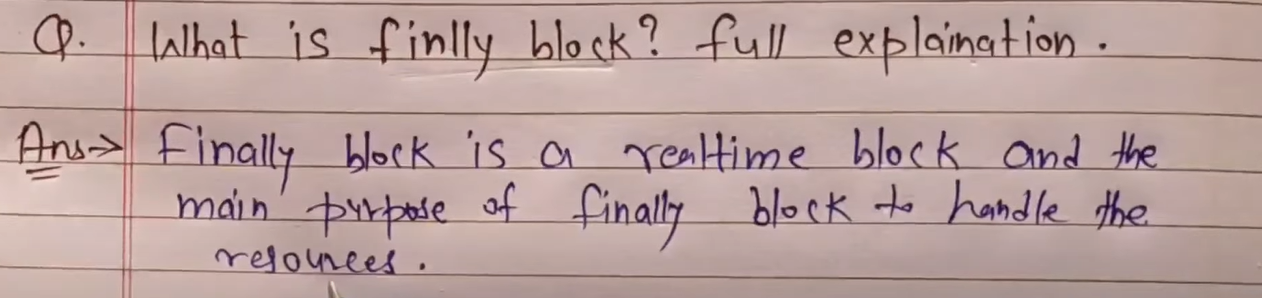 Q. What is finlly block? full explaination.
Ans→ Finally block is a realtime block and the
main purpose of finally block to handle the
resources.